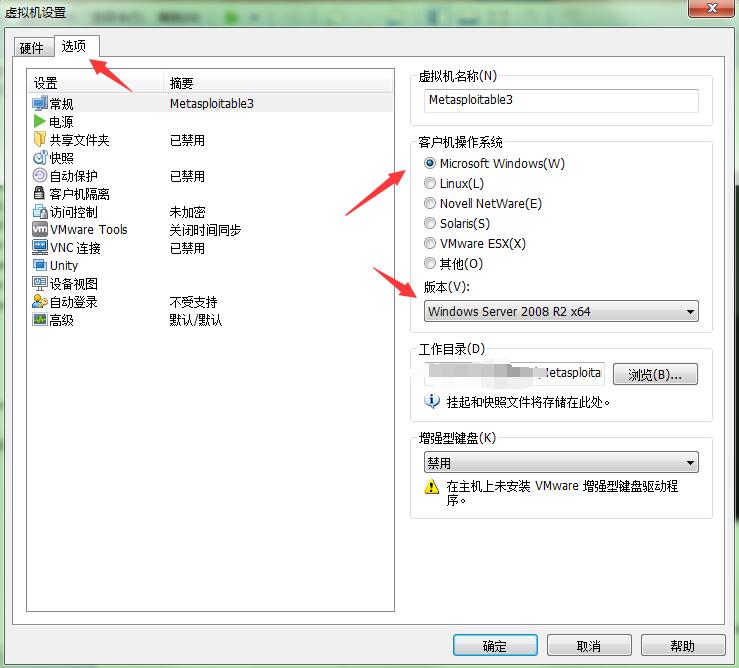 虚拟机设置
硬件 选项
设置 摘要
常规 Metasploitable3
电源
共享文件夹 已禁用
快照
自动保护 已禁用
客户机隔离
访问控制 未加密
vm VMware Tools 关闭时间同步
VNC 连接 已禁用
Unity
设备视图
自动登录 不受支持
高级 默认/默认
虚拟机名称(N)
Metasploitable3
客户机操作系统
Microsoft Windows(W)
Linux(L)
Novell NetWare(E)
Solaris(S)
VMware ESX(X)
其他(O)
版本(V):
Windows Server 2008 R2 x64
工作目录(D)
Metasploita
浏览(B)...
挂起和快照文件将存储在此处。
增强型键盘(K)
禁用
在主机上未安装 VMware 增强型键盘驱动程
序。
确定 取消 帮助